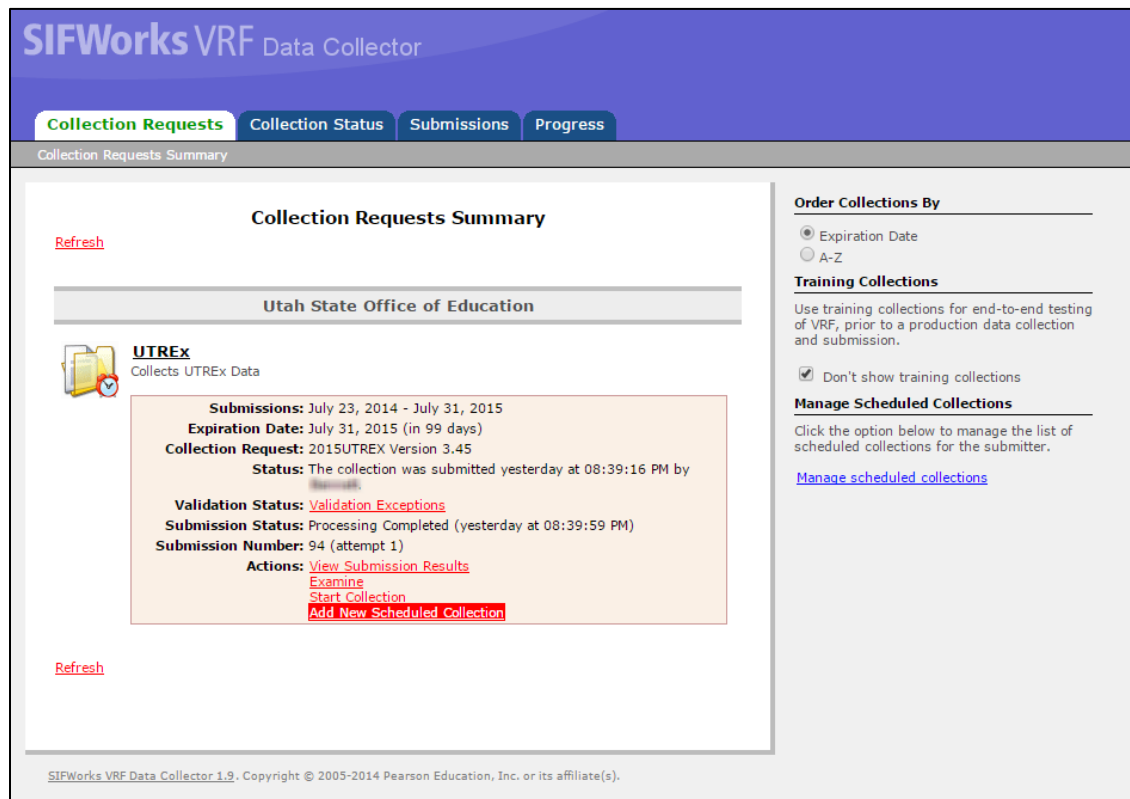 SIFWorks VRF Data Collector
Collection Requests Collection Status Submissions Progress
Collection Requests Summary
Collection Requests Summary
Refresh
Utah State Office of Education
UTREx
Collects UTREx Data
Submissions: July 23, 2014 - July 31, 2015
Expiration Date: July 31, 2015 (in 99 days)
Collection Request: 2015UTREX Version 3.45
Status: The collection was submitted yesterday at 08:39:16 PM by
Validation Status: Validation Exceptions
Submission Status: Processing Completed (yesterday at 08:39:59 PM)
Submission Number: 94 (attempt 1)
Actions: View Submission Results
Examine
Start Collection
Add New Scheduled Collection
Refresh
Order Collections By
Expiration Date
A-Z
Training Collections
Use training collections for end-to-end testing
of VRF, prior to a production data collection
and submission.
Don't show training collections
Manage Scheduled Collections
Click the option below to manage the list of
scheduled collections for the submitter.
Manage scheduled collections
SIFWorks VRF Data Collector 1.9. Copyright © 2005-2014 Pearson Education, Inc. or its affiliate(s).